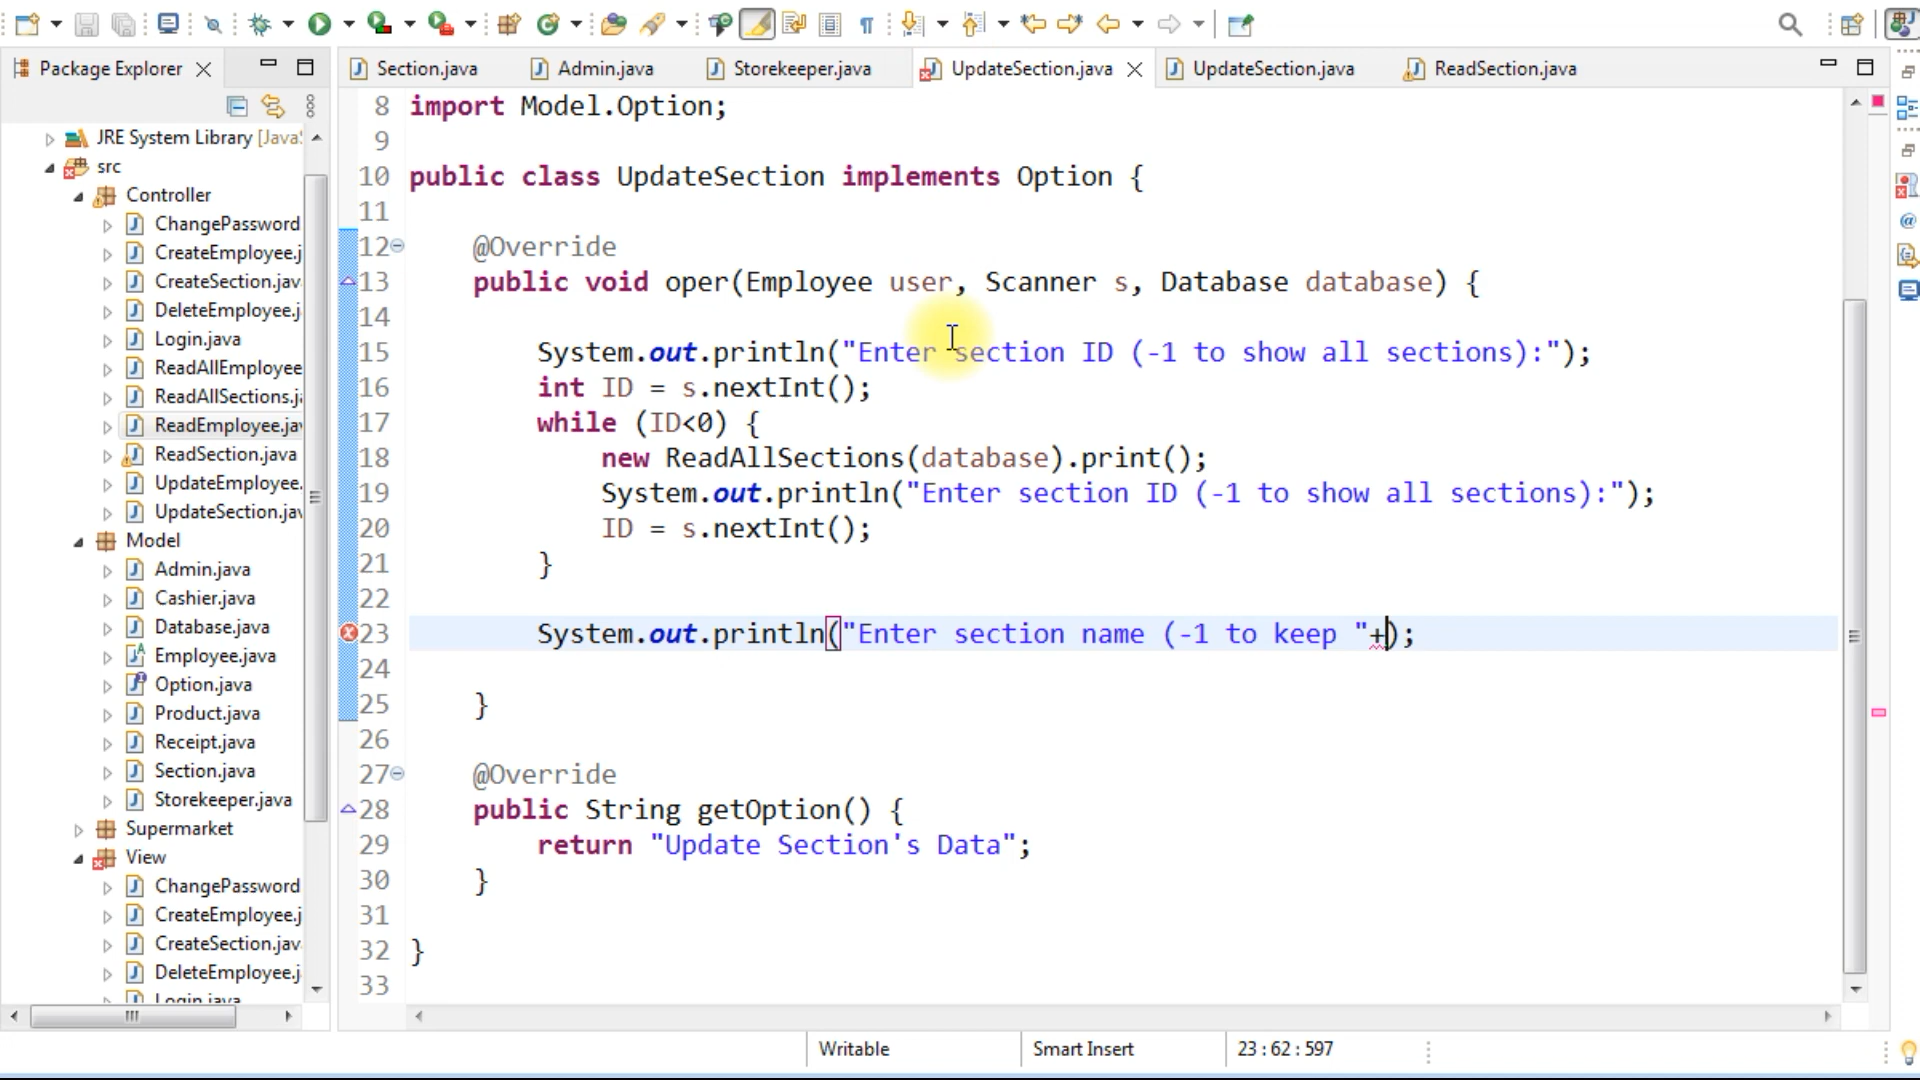 Package Explorer
Section.java
Admin.java
Storekeeper.java
UpdateSection.java
UpdateSection.java
ReadSection.java
JRE System Library [Java
src
Controller
ChangePassword
CreateEmployee.j
CreateSection.jav
DeleteEmployee.j
Login.java
ReadAllEmployee
ReadAllSections.j
ReadEmployee.jav
ReadSection.java
UpdateEmployee.
UpdateSection.jav
Model
Admin.java
Cashier.java
Database.java
Employee.java
Option.java
Product.java
Receipt.java
Section.java
Storekeeper.java
Supermarket
View
ChangePassword
CreateEmployee.j
CreateSection.jav
DeleteEmployee.j
Login.java
8 import Model.Option;
9
10 public class UpdateSection implements Option {
11
12 @Override
13 public void oper(Employee user, Scanner s, Database database) {
14
15 System.out.println("Enter section ID (-1 to show all sections):");
16 int ID = s.nextInt();
17 while (ID<0) {
18 new ReadAllSections(database).print();
19 System.out.println("Enter section ID (-1 to show all sections):");
20 ID = s.nextInt();
21 }
22
23 System.out.println("Enter section name (-1 to keep "+);
24
25 }
26
27 @Override
28 public String getOption() {
29 return "Update Section's Data";
30 }
31
32 }
33
Writable
Smart Insert
23 : 62 : 597